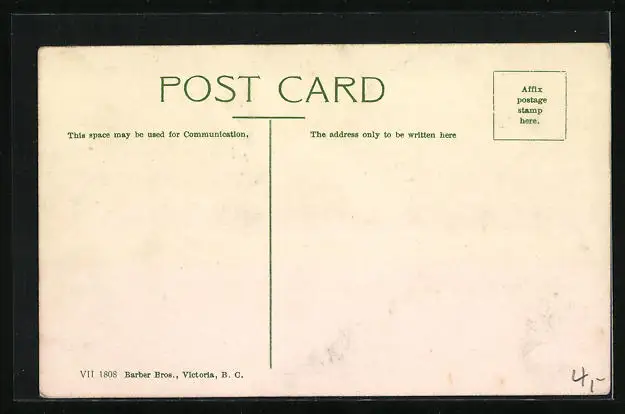 POST CARD
Affix
postage
stamp
here.
This space may be used for Communication,
The address only to be written here
VII 1808 Barber Bros., Victoria, B. C.
4,-